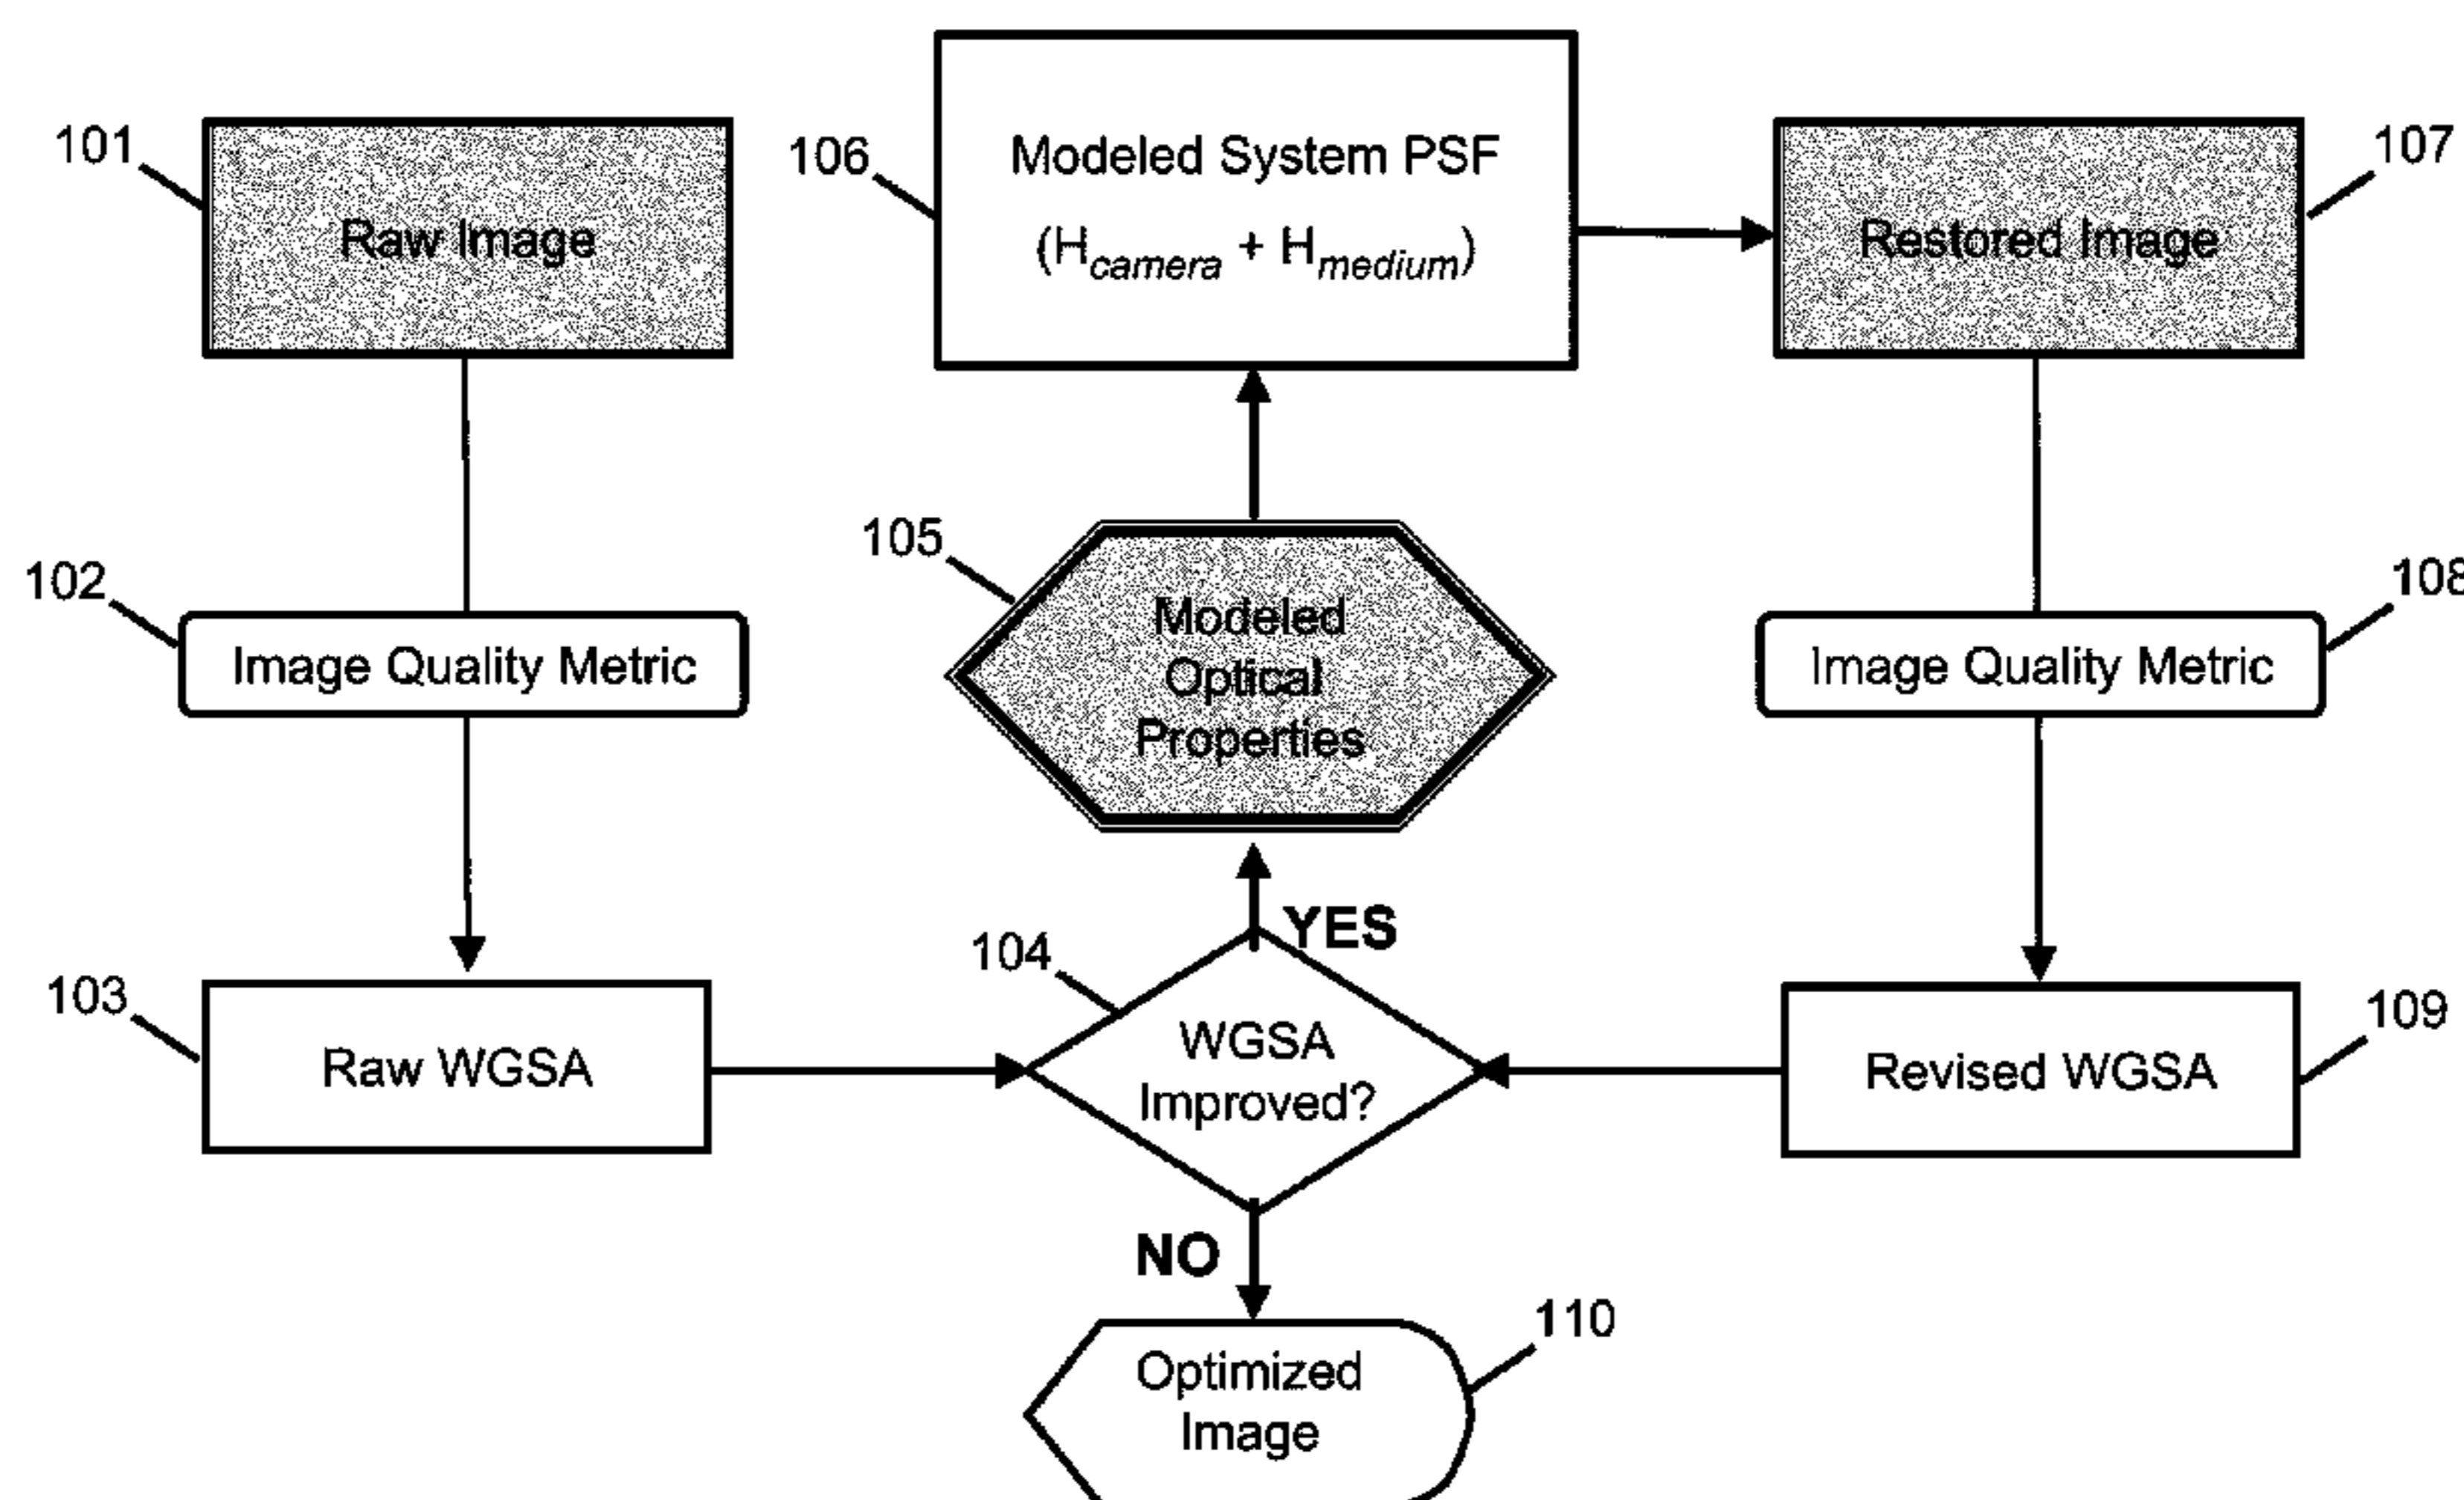 101
Raw Image
102
Image Quality Metric
103
Raw WGSA
106
Modeled System PSF
(Hcamera + Hmedium)
105
Modeled
Optical
Properties
YES
104
WGSA
Improved?
NO
Optimized
Image
110
107
Restored Image
108
Image Quality Metric
109
Revised WGSA